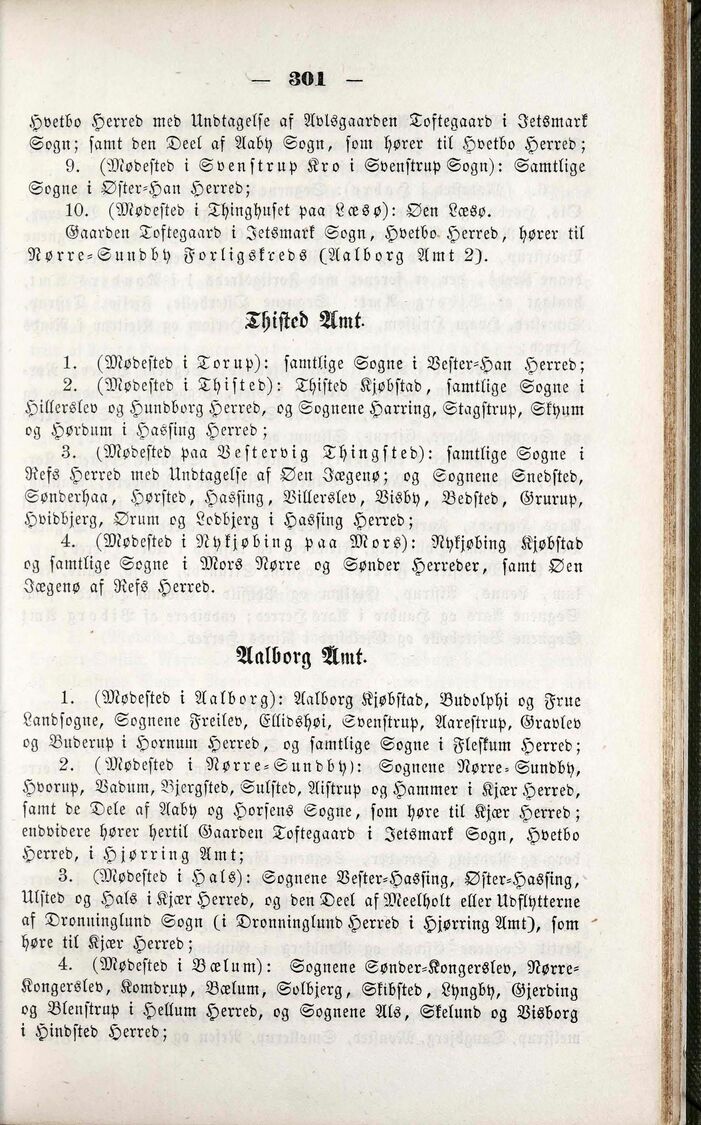 — 301 —
Hvetbo Herred med Undtagelse af Avlsgaarden Toftegaard i Jetsmark
Sogn; samt den Deel af Aaby Sogn, som hører til Hvetbo Herred;
9. (Mødested i Svenstrup Kro i Svenstrup Sogn): Samtlige
Sogne i Øster-Han Herred;
10. (Mødested i Thinghuset paa Læsø): Øen Læsø.
Gaarden Toftegaard i Jetsmark Sogn, Hvetbo Herred, hører til
Nørre-Sundby Forligskreds (Aalborg Amt 2).
Thisted Amt.
1. (Mødested i Torup): samtlige Sogne i Vester-Han Herred;
2. (Mødested i Thisted): Thisted Kjøbstad, samtlige Sogne i
Hillerslev og Hundborg Herred, og Sognene Harring, Stagstrup, Skyum
og Hørdum i Hassing Herred;
3. (Mødested paa Vestervig Thingsted): samtlige Sogne i
Refs Herred med Undtagelse af Øen Jægenø; og Sognene Snedsted,
Sønderhaa, Hørsted, Hassing, Villerslev, Visby, Bedsted, Grurup,
Hvidbjerg, Ørum og Lodbjerg i Hassing Herred;
4. (Mødested i Nykjøbing paa Mors): Nykjøbing Kjøbstad
og samtlige Sogne i Mors Nørre og Sønder Herreder, samt Øen
Jægenø af Refs Herred.
Aalborg Amt.
1. (Mødested i Aalborg): Aalborg Kjøbstad, Budolphi og Frue
Landsogne, Sognene Freilev, Ellidshøi, Svenstrup, Aarestrup, Gravlev
og Buderup i Hornum Herred, og samtlige Sogne i Fleskum Herred;
2. (Mødested i Nørre-Sundby): Sognene Nørre-Sundby,
Hvorup, Vadum, Bjergsted, Sulsted, Aistrup og Hammer i Kjær Herred,
samt de Dele af Aaby og Horsens Sogne, som høre til Kjær Herred;
endvidere hører hertil Gaarden Toftegaard i Jetsmark Sogn, Hvetbo
Herred, i Hjørring Amt;
3. (Mødested i Hals): Sognene Vester-Hassing, Øster-Hassing,
Ulsted og Hals i Kjær Herred, og den Deel af Meelholt eller Udflytterne
af Dronninglund Sogn (i Dronninglund Herred i Hjørring Amt), som
høre til Kjær Herred;
4. (Mødested i Bælum): Sognene Sønder-Kongerslev, Nørre-
Kongerslev, Komdrup, Bælum, Solbjerg, Skibsted, Lyngby, Gjerding
og Blenstrup i Hellum Herred, og Sognene Als, Skelund og Visborg
i Hindsted Herred;